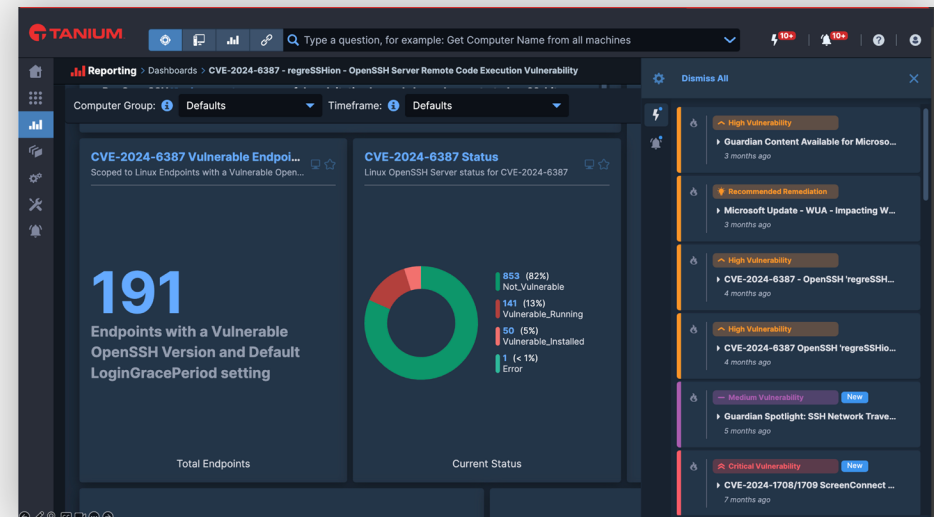 TANIUM
Type a question, for example: Get Computer Name from all machines
10+
10+
Reporting > Dashboards > CVE-2024-6387 - regreSSHion - OpenSSH Server Remote Code Execution Vulnerability
Computer Group: Defaults Timeframe: Defaults
CVE-2024-6387 Vulnerable Endpoi...
Scoped to Linux Endpoints with a Vulnerable Open...
191
Endpoints with a Vulnerable
OpenSSH Version and Default
LoginGracePeriod setting
Total Endpoints
CVE-2024-6387 Status
Linux OpenSSH Server status for CVE-2024-6387
853 (82%)
Not_Vulnerable
141 (13%)
Vulnerable_Running
50 (5%)
Vulnerable_Installed
1 (< 1%)
Error
Current Status
Dismiss All
High Vulnerability
Guardian Content Available for Microso...
3 months ago
Recommended Remediation
Microsoft Update - WUA - Impacting W...
3 months ago
High Vulnerability
CVE-2024-6387 - OpenSSH 'regreSSH...
4 months ago
High Vulnerability
CVE-2024-6387 OpenSSH 'regreSSHio...
4 months ago
Medium Vulnerability New
Guardian Spotlight: SSH Network Trave...
5 months ago
Critical Vulnerability New
CVE-2024-1708/1709 ScreenConnect ...
7 months ago